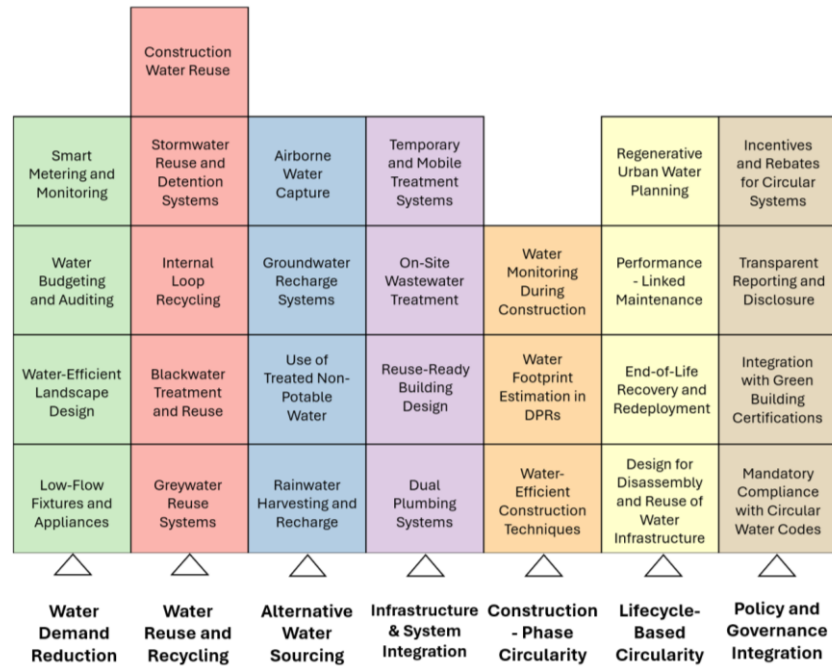 Construction
Water Reuse
Smart
Metering and
Monitoring
Stormwater
Reuse and
Detention
Systems
Airborne
Water
Capture
Temporary
and Mobile
Treatment
Systems
Regenerative
Urban Water
Planning
Incentives
and Rebates
for Circular
Systems
Water
Budgeting
and Auditing
Internal
Loop
Recycling
Groundwater
Recharge
Systems
On-Site
Wastewater
Treatment
Water
Monitoring
During
Construction
Performance
- Linked
Maintenance
Transparent
Reporting and
Disclosure
Water-Efficient
Landscape
Design
Blackwater
Treatment
and Reuse
Use of
Treated Non-
Potable
Water
Reuse-Ready
Building
Design
Water
Footprint
Estimation in
DPRs
End-of-Life
Recovery and
Redeployment
Integration
with Green
Building
Certifications
Low-Flow
Fixtures and
Appliances
Greywater
Reuse
Systems
Rainwater
Harvesting and
Recharge
Dual
Plumbing
Systems
Water-
Efficient
Construction
Techniques
Design for
Disassembly
and Reuse of
Water
Infrastructure
Mandatory
Compliance
with Circular
Water Codes
Water
Demand
Reduction
Water
Reuse and
Recycling
Alternative
Water
Sourcing
Infrastructure
& System
Integration
Construction
- Phase
Circularity
Lifecycle-
Based
Circularity
Policy and
Governance
Integration